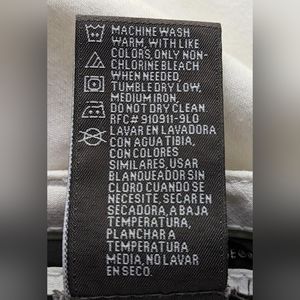 MACHINE WASH
WARM, WITH LIKE
COLORS, ONLY NON-
CHLORINE BLEACH
WHEN NEEDED,
TUMBLE DRY LOW,
MEDIUM IRON,
DO NOT DRY CLEAN.
RFC# 910911-9L0
LAVAR EN LAVADORA
CON AGUA TIBIA,
CON COLORES
SIMILARES, USAR
BLANQUEADOR SIN
CLORO CUANDO SE
NECESITE, SECAR EN
SECADORA, A BAJA
TEMPERATURA,
PLANCHAR A
TEMPERATURA
MEDIA, NO LAVAR
EN SECO.